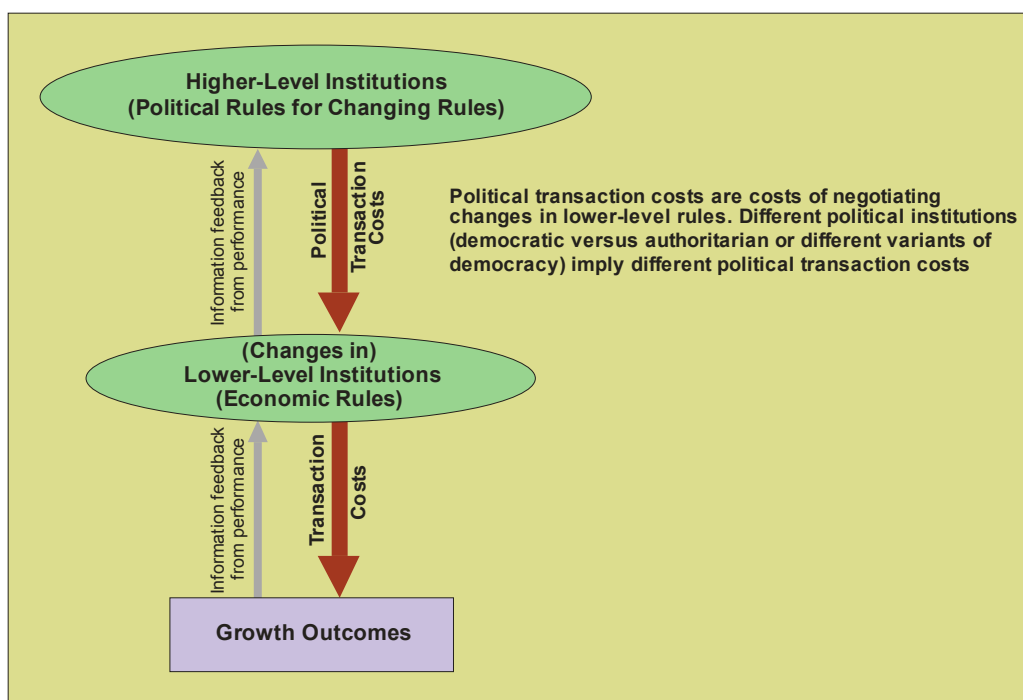 Higher-Level Institutions
(Political Rules for Changing Rules)
Information feedback
from performance
Political
Transaction
Costs
Political transaction costs are costs of negotiating
changes in lower-level rules. Different political institutions
(democratic versus authoritarian or different variants of
democracy) imply different political transaction costs
(Changes in)
Lower-Level Institutions
(Economic Rules)
Information feedback
from performance
Transaction
Costs
Growth Outcomes